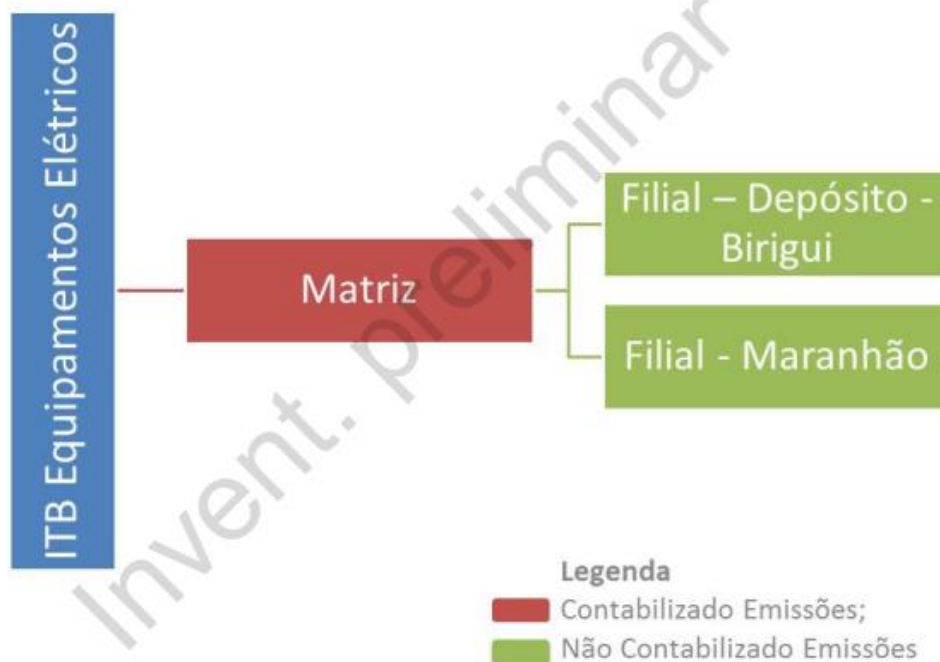 ITB Equipamentos Elétricos
Matriz
Filial – Depósito -
Birigui
Filial - Maranhão
Invent. preliminar
Legenda
Contabilizado Emissões;
Não Contabilizado Emissões